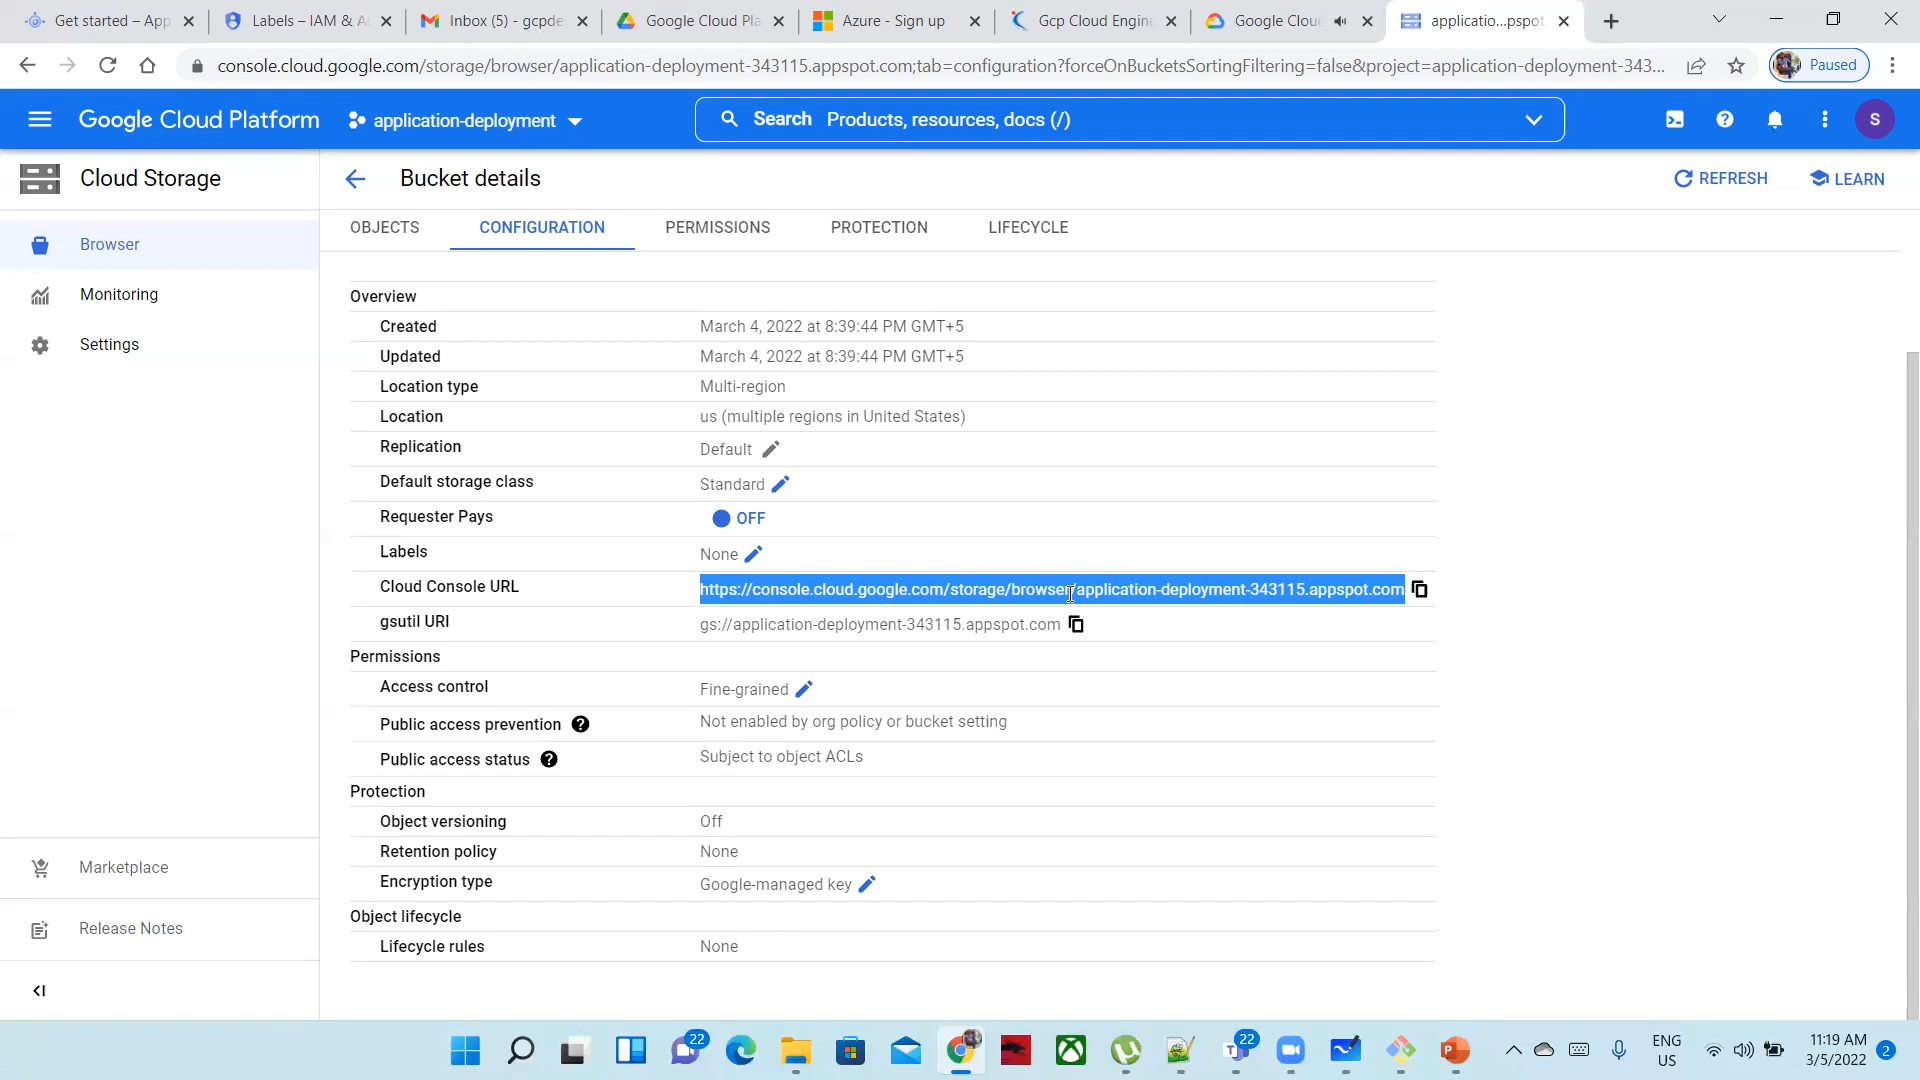 Get started – App
Labels – IAM & A
Inbox (5) - gcpde
Google Cloud Pla
Azure - Sign up
Gcp Cloud Engin
Google Clou
applicatio...pspot.
console.cloud.google.com/storage/browser/application-deployment-343115.appspot.com;tab=configuration?forceOnBucketsSortingFiltering=false&project=application-deployment-343...
Paused
Google Cloud Platform
application-deployment
Search Products, resources, docs (/)
S
Cloud Storage
Bucket details
REFRESH
LEARN
Browser
Monitoring
Settings
OBJECTS
CONFIGURATION
PERMISSIONS
PROTECTION
LIFECYCLE
Overview
Created March 4, 2022 at 8:39:44 PM GMT+5
Updated March 4, 2022 at 8:39:44 PM GMT+5
Location type Multi-region
Location us (multiple regions in United States)
Replication Default
Default storage class Standard
Requester Pays OFF
Labels None
Cloud Console URL https://console.cloud.google.com/storage/browser/application-deployment-343115.appspot.com
gsutil URI gs://application-deployment-343115.appspot.com
Permissions
Access control Fine-grained
Public access prevention Not enabled by org policy or bucket setting
Public access status Subject to object ACLs
Protection
Object versioning Off
Retention policy None
Encryption type Google-managed key
Object lifecycle
Lifecycle rules None
Marketplace
Release Notes
22
22
ENG
US
11:19 AM
3/5/2022
2